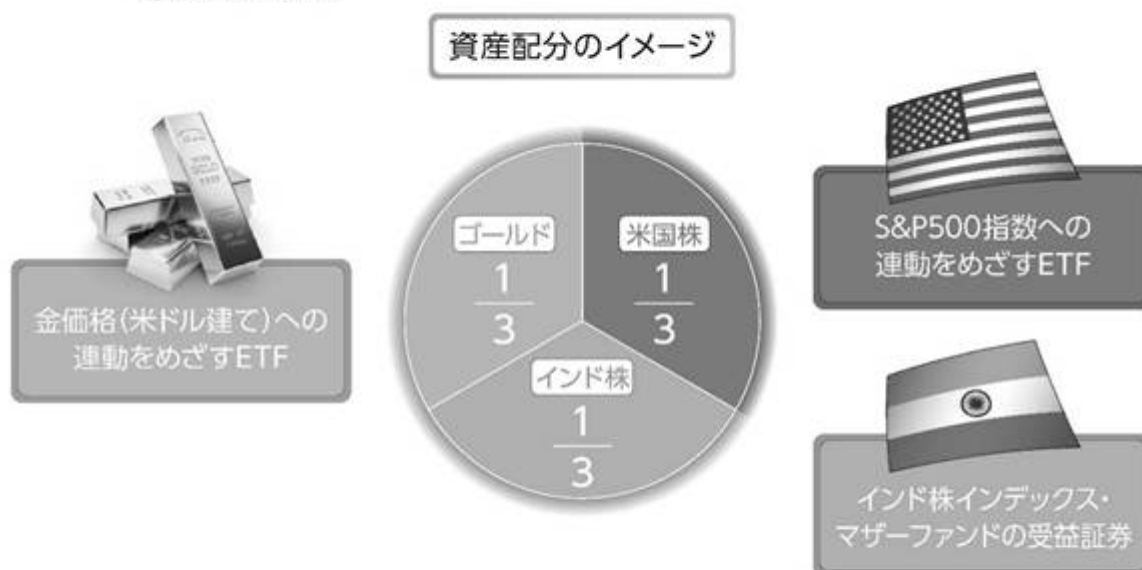 資産配分のイメージ
ゴールド
1
3
米国株
1
3
インド株
1
3
金価格(米ドル建て)への
連動をめざすETF
S&P500指数への
連動をめざすETF
インド株インデックス・
マザーファンドの受益証券